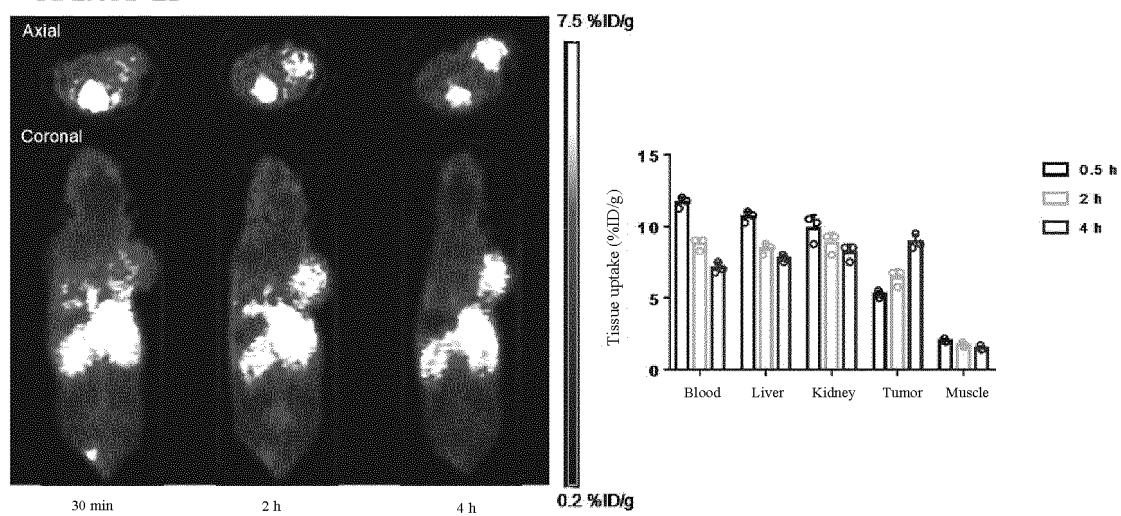 7.5 %ID/g
Axial
Coronal
30 min
2 h
4 h
0.2 %ID/g
Tissue uptake (%ID/g)
15
10
5
0
Blood
Liver
Kidney
Tumor
Muscle
0.5 h
2 h
4 h